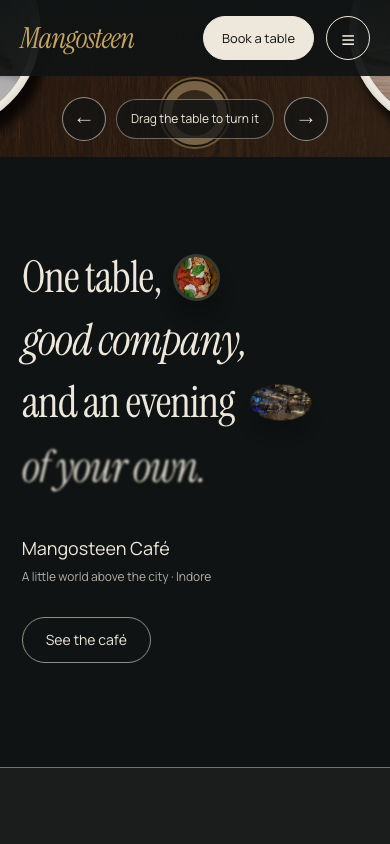 Mangosteen
Book a table
Drag the table to turn it
One table,
good company,
and an evening
of your own.
Mangosteen Café
A little world above the city · Indore
See the café